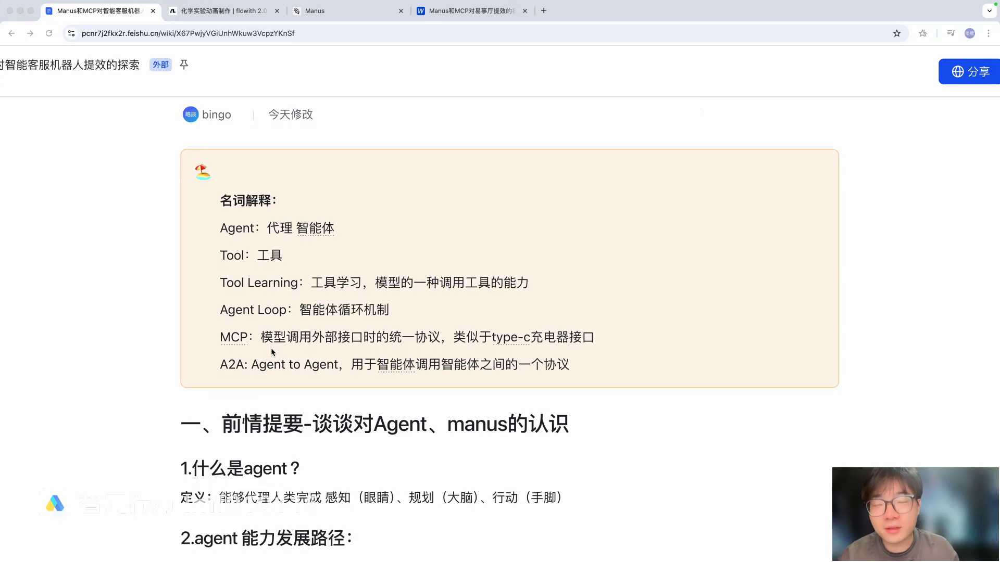 Manus和MCP对智能客服机器人
化学实验动画制作 | flowith 2.0
Manus
Manus和MCP对易事厅提效的
pcnr7j2fkx2r.feishu.cn/wiki/X67PwjyVGiUnhWkuw3VcpzYKnSf
皓辰
对智能客服机器人提效的探索
外部
分享
皓辰
bingo
今天修改
名词解释：
Agent：代理 智能体
Tool：工具
Tool Learning：工具学习，模型的一种调用工具的能力
Agent Loop：智能体循环机制
MCP：模型调用外部接口时的统一协议，类似于type-c充电器接口
A2A: Agent to Agent，用于智能体调用智能体之间的一个协议
一、前情提要-谈谈对Agent、manus的认识
1.什么是agent？
定义：能够代理人类完成 感知（眼睛）、规划（大脑）、行动（手脚）
2.agent 能力发展路径：